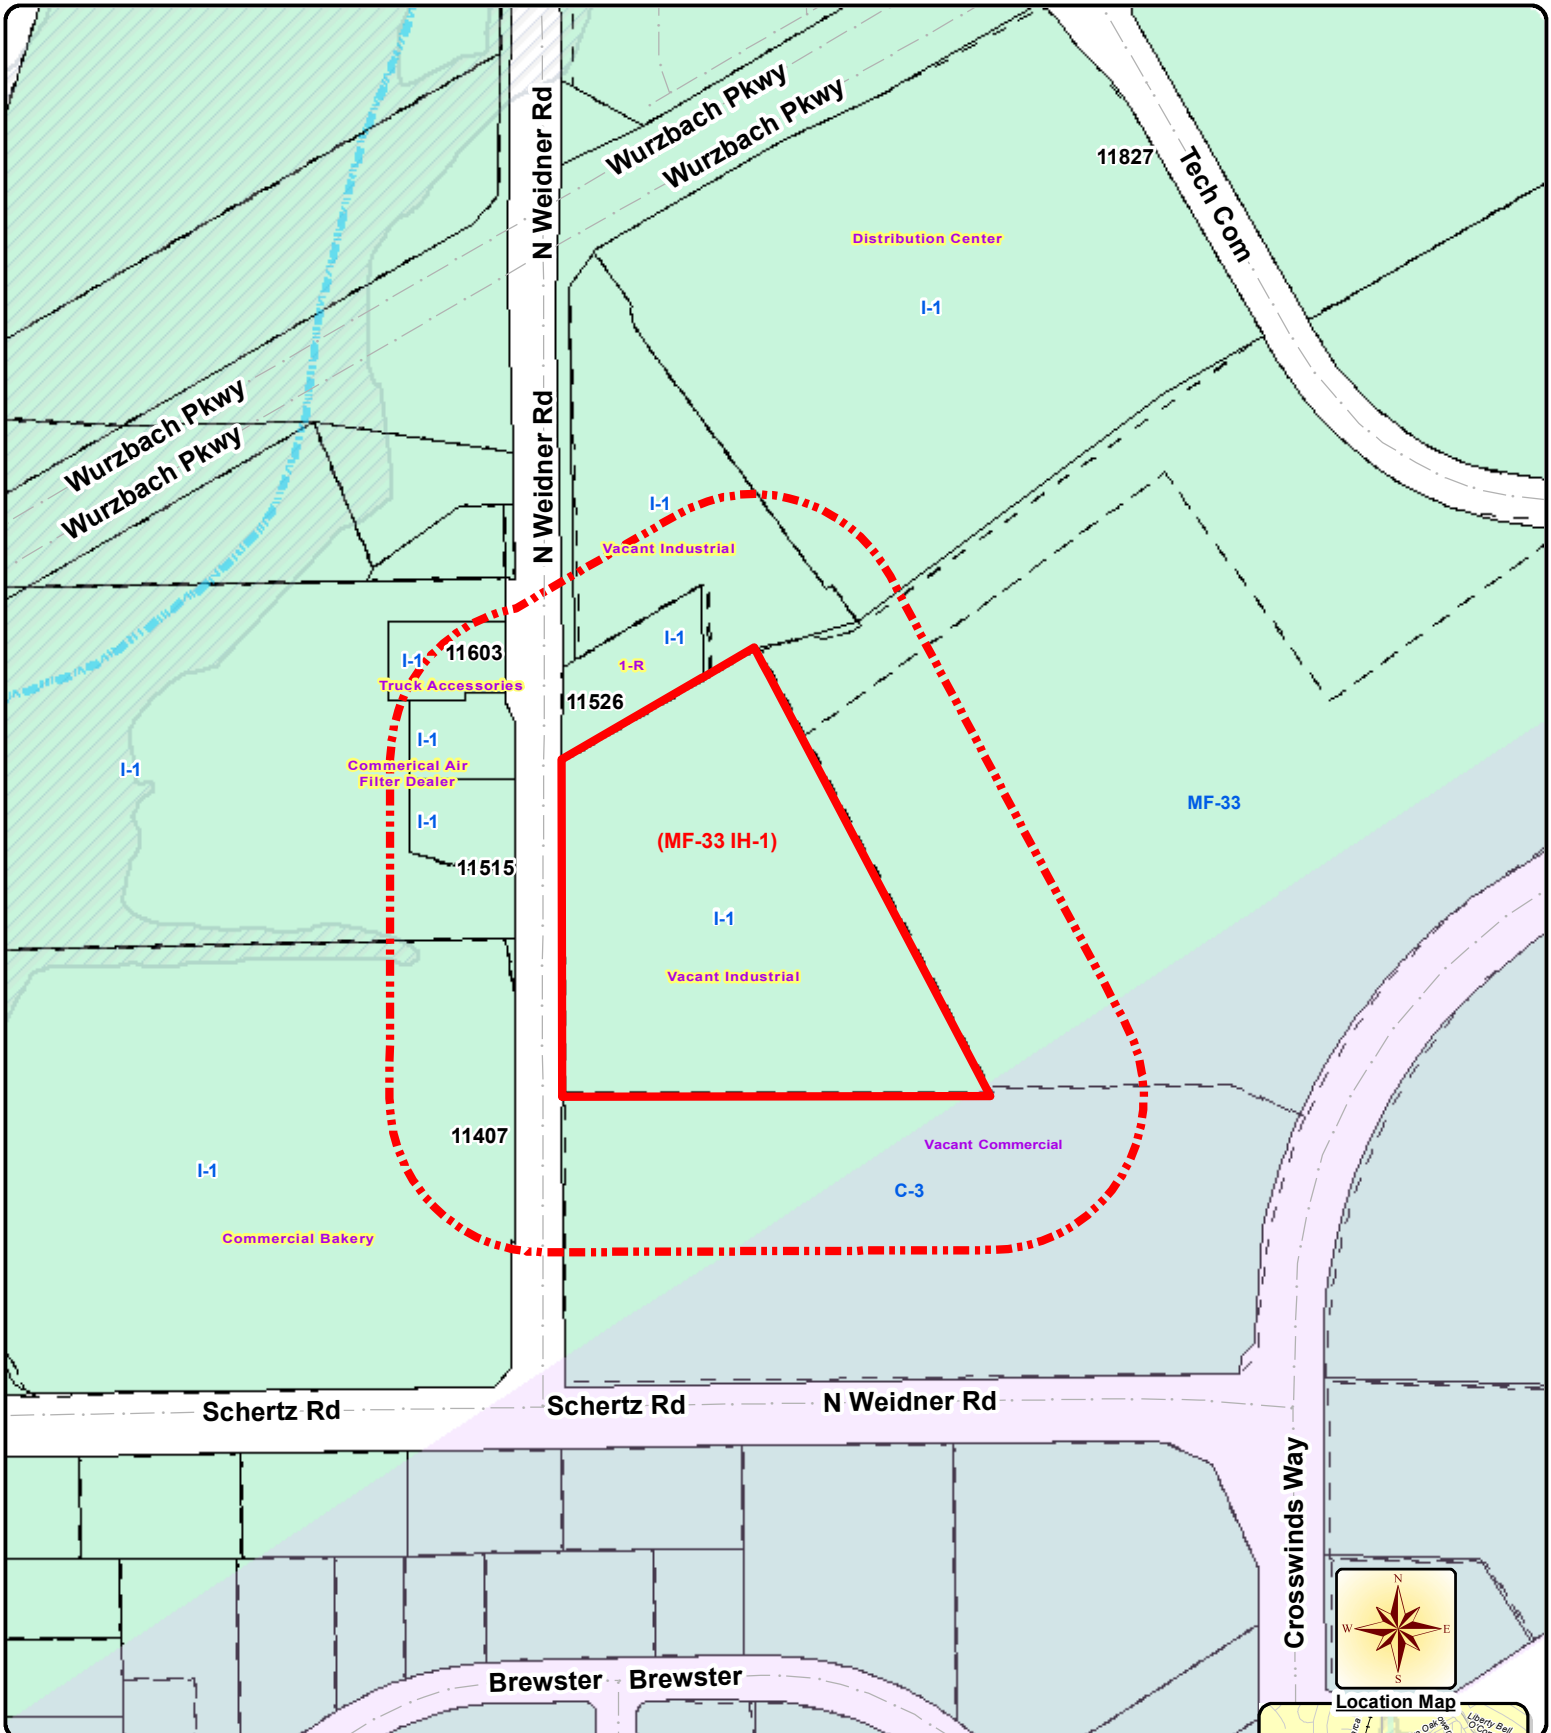 N Weidner Rd
Wurzbach Pkwy
Wurzbach Pkwy
11827
Tech Com
Distribution Center
I-1
Wurzbach Pkwy
Wurzbach Pkwy
N Weidner Rd
I-1
Vacant Industrial
I-1
1-R
11603
I-1
Truck Accessories
11526
I-1
Commerical Air
Filter Dealer
I-1
I-1
MF-33
(MF-33 IH-1)
11515
I-1
Vacant Industrial
11407
Vacant Commercial
I-1
C-3
Commercial Bakery
Schertz Rd
Schertz Rd
N Weidner Rd
Crosswinds Way
N
W
E
S
Brewster
Brewster
Location Map
Liberty Bell